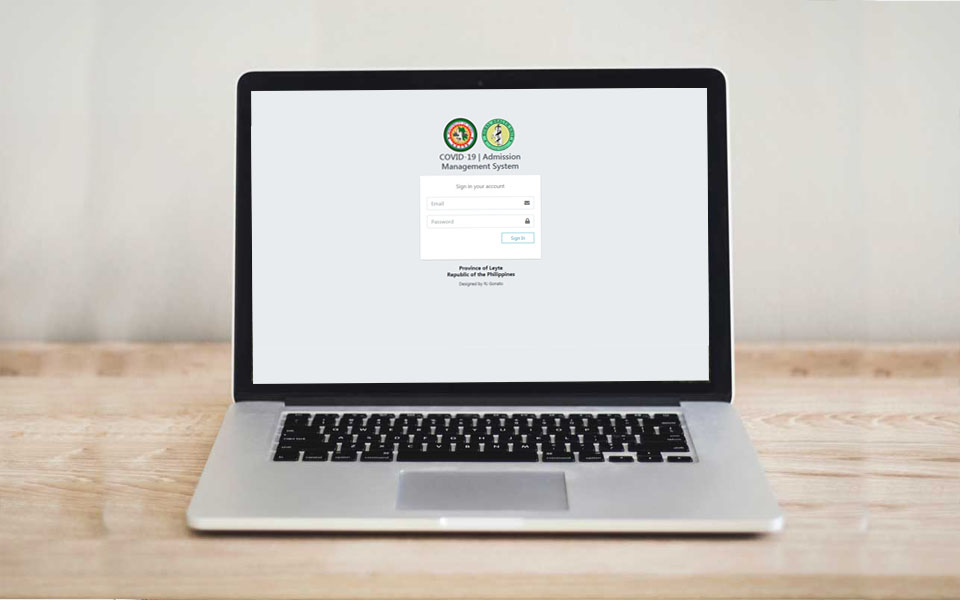 COVID-19 | Admission
Management System
Sign in your account
Email
Password
Sign In
Province of Leyte
Republic of the Philippines
Designed by